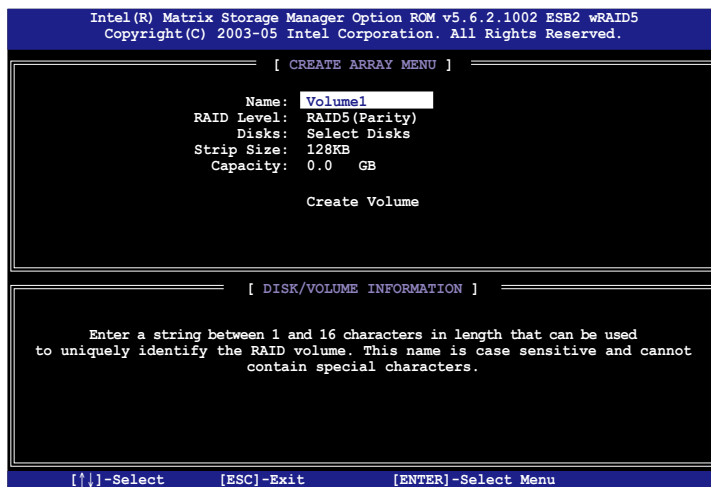 Intel(R) Matrix Storage Manager Option ROM v5.6.2.1002 ESB2 wRAID5
Copyright(C) 2003-05 Intel Corporation. All Rights Reserved.
[ CREATE ARRAY MENU ]
Name: Volume1
RAID Level: RAID5(Parity)
Disks: Select Disks
Strip Size: 128KB
Capacity: 0.0 GB
Create Volume
[ DISK/VOLUME INFORMATION ]
Enter a string between 1 and 16 characters in length that can be used
to uniquely identify the RAID volume. This name is case sensitive and cannot
contain special characters.
[↑↓]-Select [ESC]-Exit [ENTER]-Select Menu